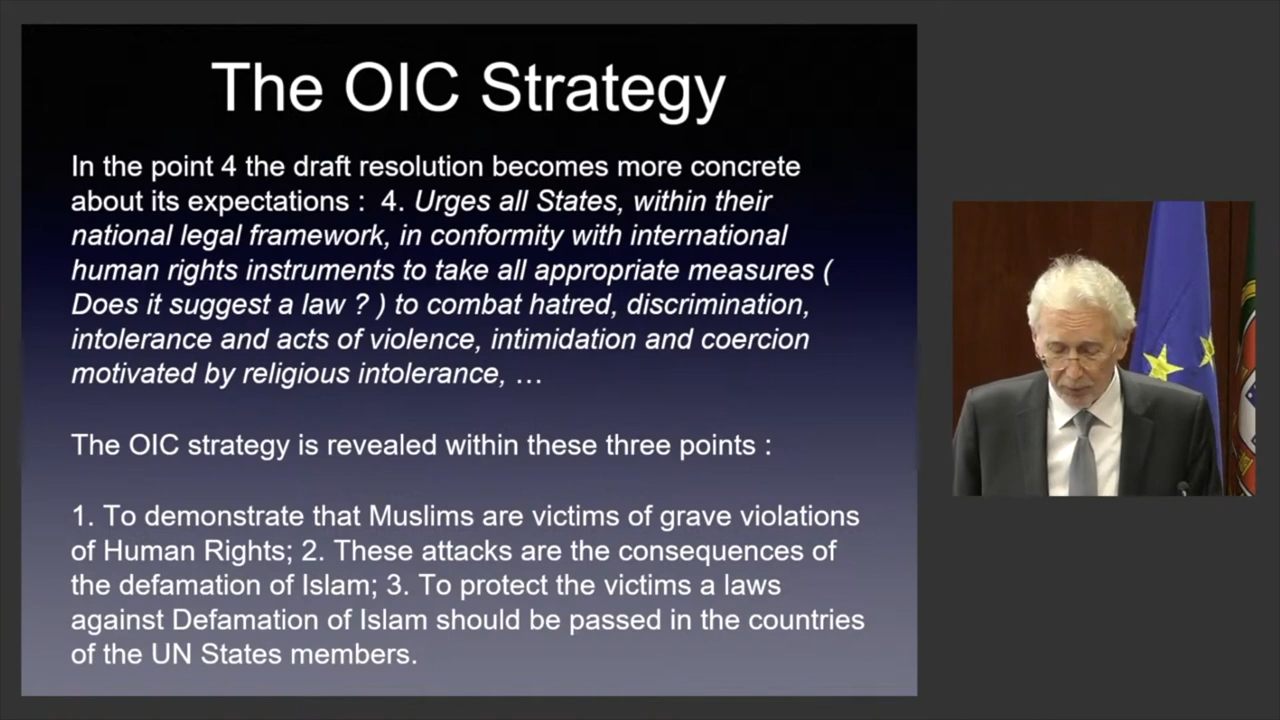 The OIC Strategy
In the point 4 the draft resolution becomes more concrete
about its expectations : 4. Urges all States, within their
national legal framework, in conformity with international
human rights instruments to take all appropriate measures (
Does it suggest a law ? ) to combat hatred, discrimination,
intolerance and acts of violence, intimidation and coercion
motivated by religious intolerance, …
The OIC strategy is revealed within these three points :
1. To demonstrate that Muslims are victims of grave violations
of Human Rights; 2. These attacks are the consequences of
the defamation of Islam; 3. To protect the victims a laws
against Defamation of Islam should be passed in the countries
of the UN States members.